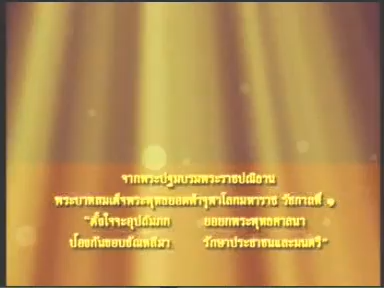 จากพระปฐมบรมพระราชปณิธาน
พระบาทสมเด็จพระพุทธยอดฟ้าจุฬาโลกมหาราช รัชกาลที่ ๑
"ตั้งใจจะอุปถัมภก ยอยกพระพุทธศาสนา
ป้องกันขอบขัณฑสีมา รักษาประชาชนและมนตรี"